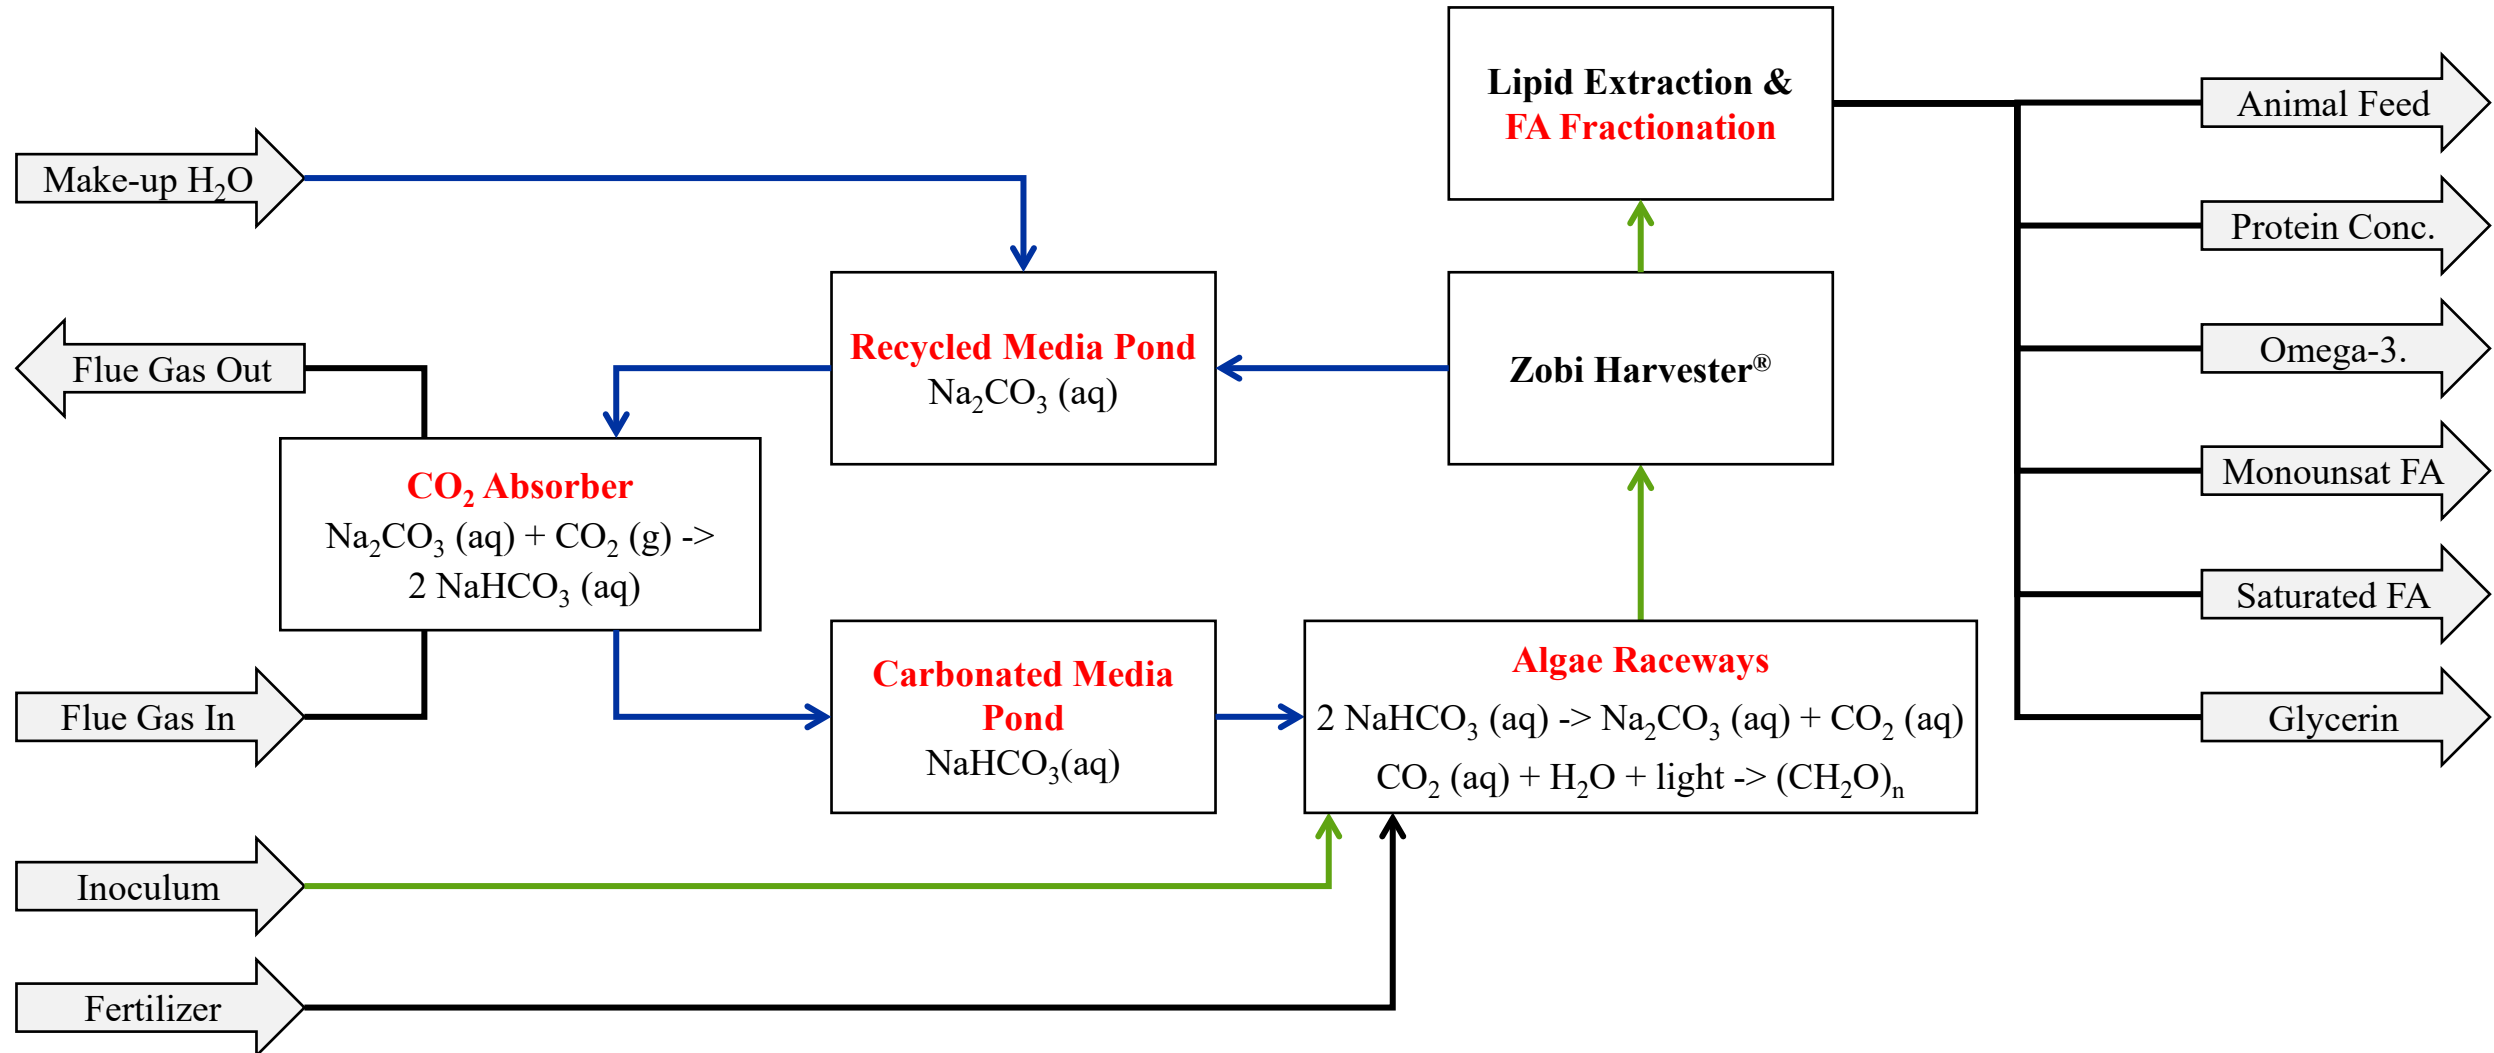 Lipid Extraction &
FA Fractionation
Animal Feed
Make-up H₂O
Protein Conc.
Flue Gas Out
Recycled Media Pond
Na₂CO₃ (aq)
Zobi Harvester®
Omega-3.
CO₂ Absorber
Na₂CO₃ (aq) + CO₂ (g) ->
2 NaHCO₃ (aq)
Monounsat FA
Saturated FA
Flue Gas In
Carbonated Media
Pond
NaHCO₃(aq)
Algae Raceways
2 NaHCO₃ (aq) -> Na₂CO₃ (aq) + CO₂ (aq)
CO₂ (aq) + H₂O + light -> (CH₂O)ₙ
Glycerin
Inoculum
Fertilizer